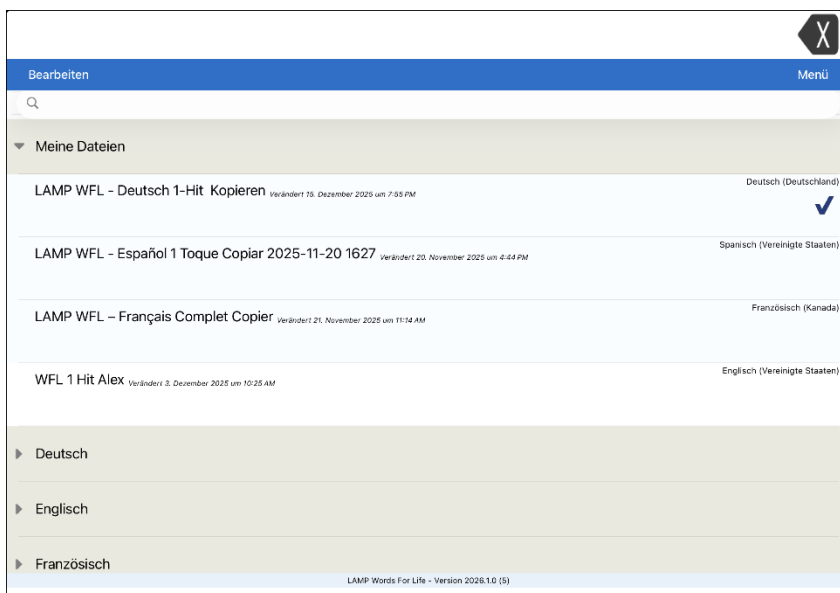 Bearbeiten Menü
Meine Dateien
LAMP WFL - Deutsch 1-Hit Kopieren Verändert 15. Dezember 2025 um 7:55 PM Deutsch (Deutschland)
LAMP WFL - Español 1 Toque Copiar 2025-11-20 1627 Verändert 20. November 2025 um 4:44 PM Spanisch (Vereinigte Staaten)
LAMP WFL – Français Complet Copier Verändert 21. November 2025 um 11:14 AM Französisch (Kanada)
WFL 1 Hit Alex Verändert 3. Dezember 2025 um 10:25 AM Englisch (Vereinigte Staaten)
Deutsch
Englisch
Französisch
LAMP Words For Life - Version 2026.1.0 (5)